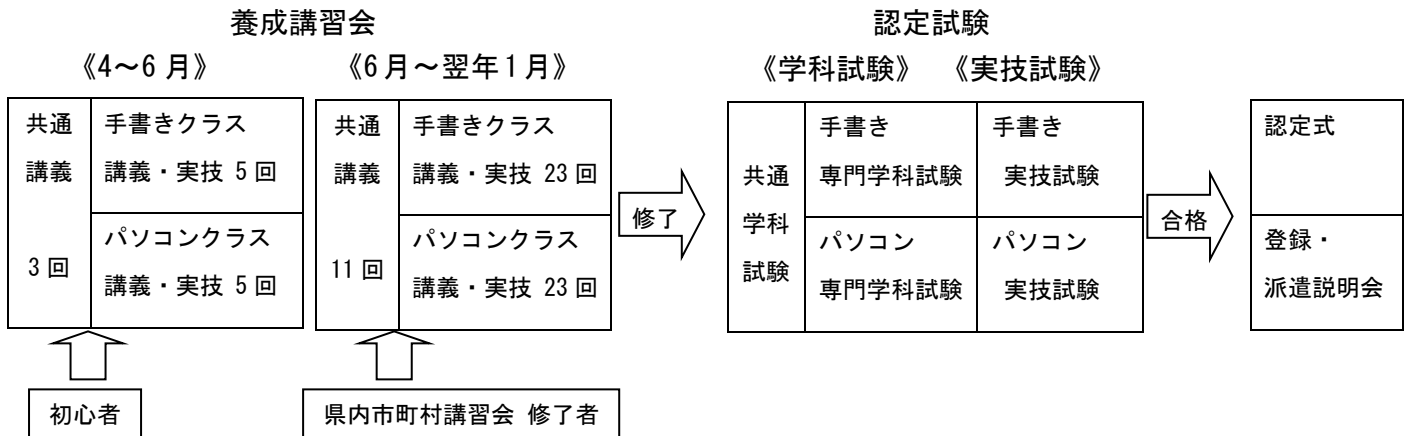 養成講習会
認定試験
《4～6 月》
《6 月～翌年 1 月》
《学科試験》
《実技試験》
共通
講義
3 回
手書きクラス
講義・実技 5 回
パソコンクラス
講義・実技 5 回
共通
講義
11 回
手書きクラス
講義・実技 23 回
パソコンクラス
講義・実技 23 回
修了
共通
学科
試験
手書き
専門学科試験
パソコン
専門学科試験
手書き
実技試験
パソコン
実技試験
合格
認定式
登録・
派遣説明会
初心者
県内市町村講習会 修了者